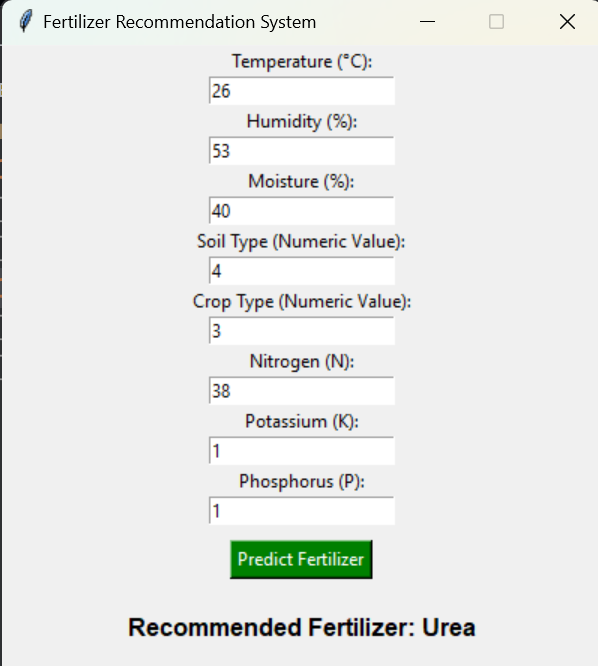 Fertilizer Recommendation System
Temperature (°C):
26
Humidity (%):
53
Moisture (%):
40
Soil Type (Numeric Value):
4
Crop Type (Numeric Value):
3
Nitrogen (N):
38
Potassium (K):
1
Phosphorus (P):
1
Predict Fertilizer
Recommended Fertilizer: Urea